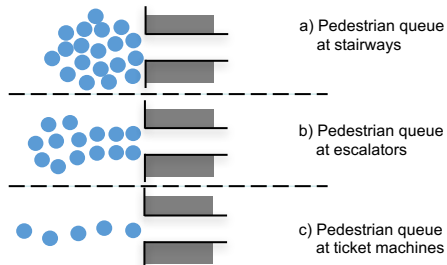 a) Pedestrian queue
at stairways
b) Pedestrian queue
at escalators
c) Pedestrian queue
at ticket machines